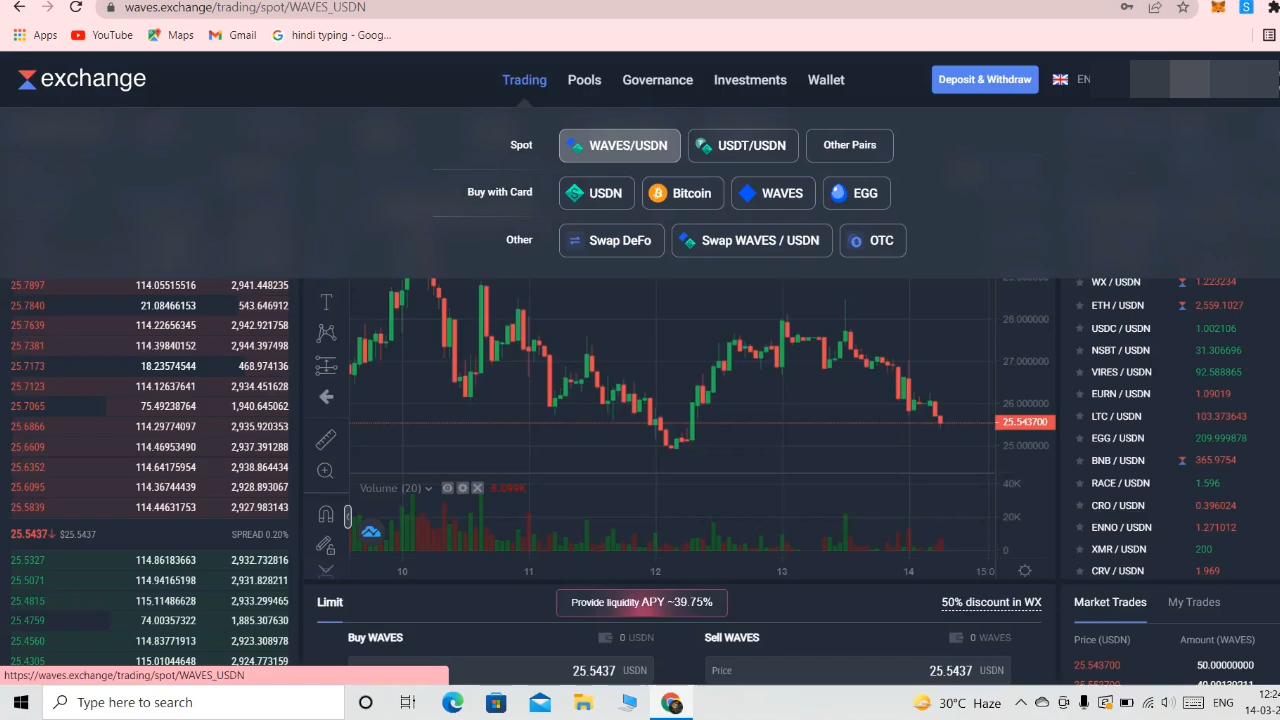 waves.exchange/trading/spot/WAVES_USDN
Apps YouTube Maps Gmail hindi typing - Goog...
exchange Trading Pools Governance Investments Wallet Deposit & Withdraw EN
Spot WAVES/USDN USDT/USDN Other Pairs
Buy with Card USDN Bitcoin WAVES EGG
Other Swap DeFo Swap WAVES / USDN OTC
25.7897 114.05515516 2,941.448235
25.7840 21.08466153 543.646912
25.7639 114.22656345 2,942.921758
25.7381 114.39840152 2,944.397498
25.7173 18.23574544 468.974136
25.7123 114.12637641 2,934.451628
25.7065 75.49238764 1,940.645062
25.6866 114.29774097 2,935.920353
25.6609 114.46953490 2,937.391288
25.6352 114.64175954 2,938.864434
25.6095 114.36744439 2,928.893067
25.5839 114.44631753 2,927.983143
25.5437↓ $25.5437 SPREAD 0.20%
25.5327 114.86183663 2,932.732816
25.5071 114.94165198 2,931.828211
25.4815 115.11486628 2,933.299465
25.4759 74.00357322 1,885.307630
25.4560 114.83771913 2,923.308978
25.4305 115.01044648 2,924.773159
T
28.000000
27.000000
26.000000
25.543700
25.000000
Volume (20) 8.099K
40K
20K
0
10 11 12 13 14 15:0
WX / USDN 1.223234
ETH / USDN 2,559.1027
USDC / USDN 1.002106
NSBT / USDN 31.306696
VIRES / USDN 92.588865
EURN / USDN 1.09019
LTC / USDN 103.373643
EGG / USDN 209.999878
BNB / USDN 365.9754
RACE / USDN 1.596
CRO / USDN 0.396024
ENNO / USDN 1.271012
XMR / USDN 200
CRV / USDN 1.969
Limit Provide liquidity APY ~39.75% 50% discount in WX
Buy WAVES 0 USDN Sell WAVES 0 WAVES
25.5437 USDN Price 25.5437 USDN
Market Trades My Trades
Price (USDN) Amount (WAVES)
25.543700 50.00000000
https://waves.exchange/trading/spot/WAVES_USDN
Type here to search 30°C Haze ENG 12:2
14-03-2